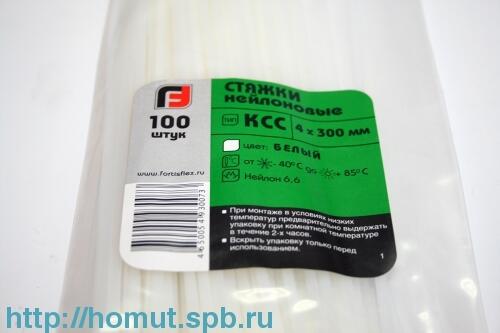 100
штук
www.fortisflex.ru
4650054930073
СТЯЖКИ
НЕЙЛОНОВЫЕ
тип КСС 4 x 300 мм
цвет: БЕЛЫЙ
от - 40°C до + 85°C
Нейлон 6,6
• При монтаже в условиях низких
температур предварительно выдержать
упаковку при комнатной температуре
в течение 2-х часов.
• Вскрыть упаковку только перед
использованием.
1
http://homut.spb.ru